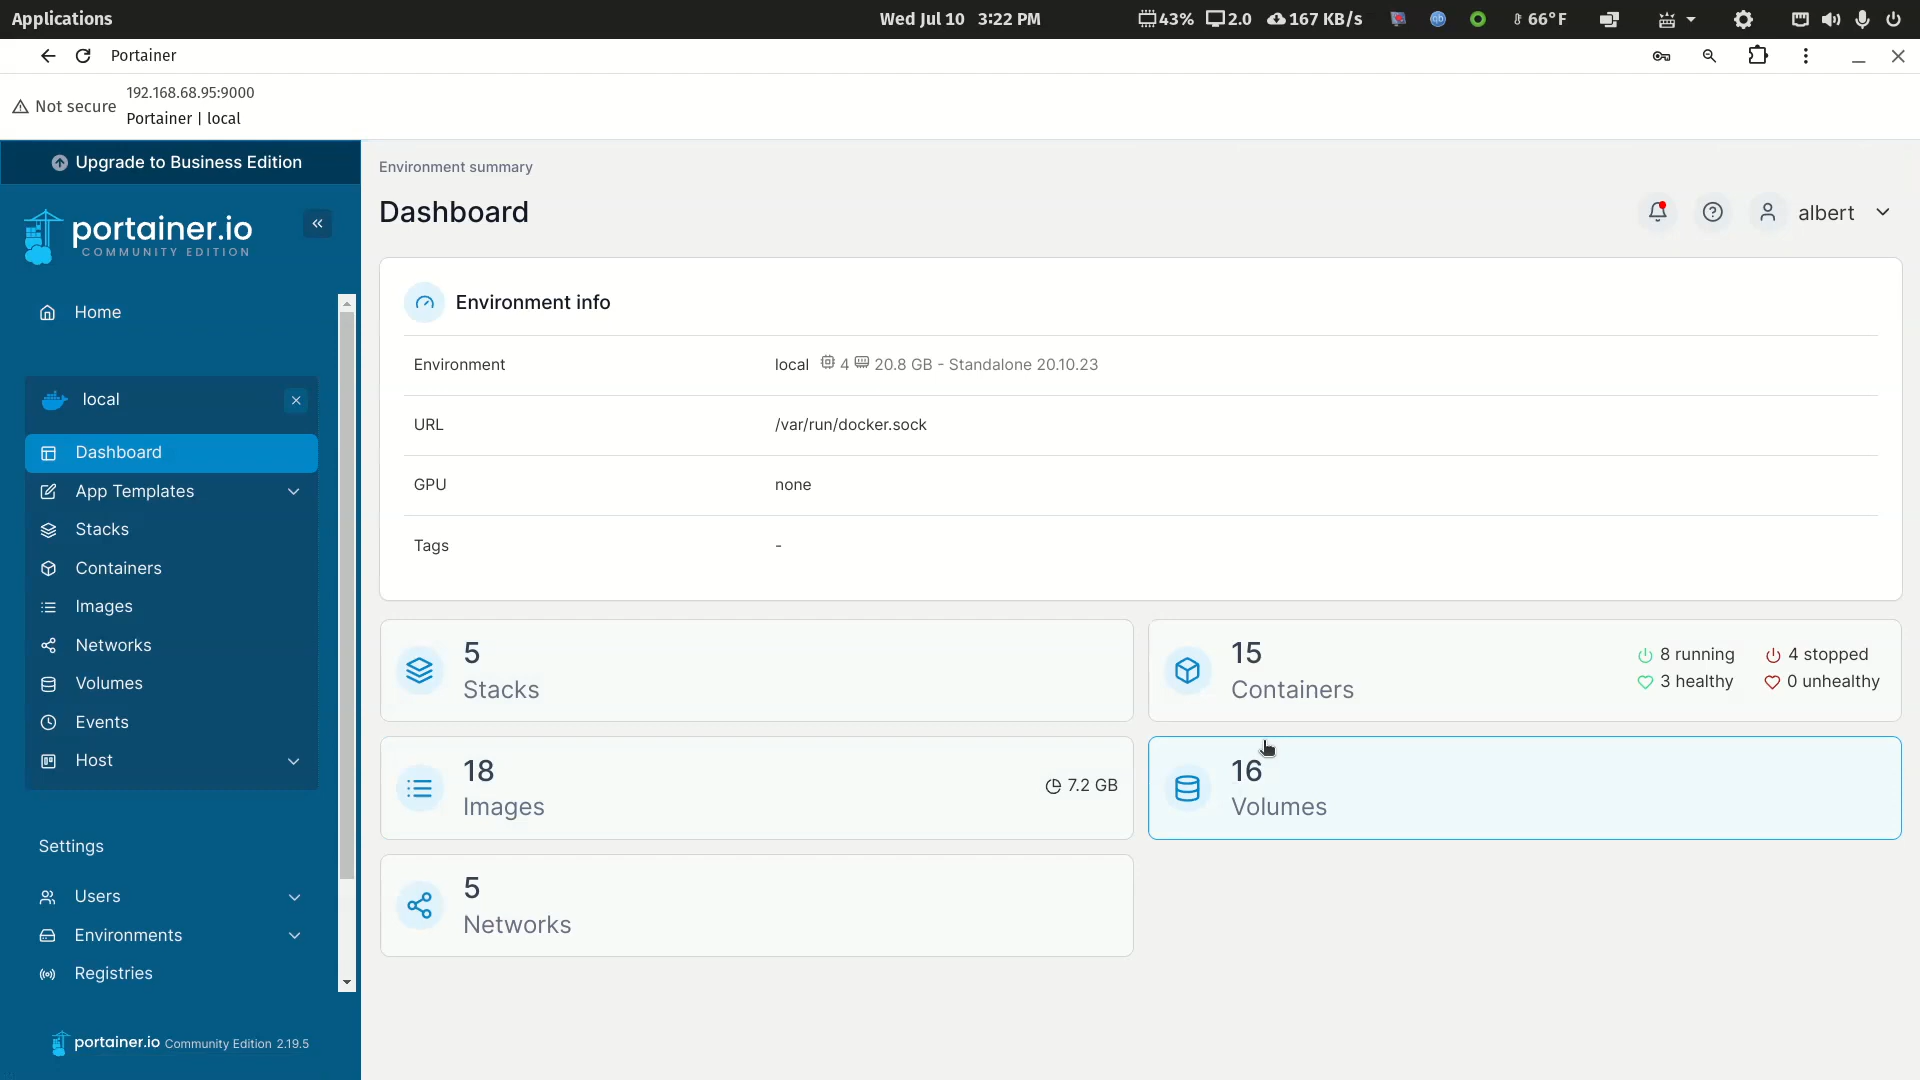 Applications
Wed Jul 10 3:22 PM
43% 2.0 167 KB/s 66°F
Portainer
Not secure
192.168.68.95:9000
Portainer | local
Upgrade to Business Edition
portainer.io
COMMUNITY EDITION
Home
local
Dashboard
App Templates
Stacks
Containers
Images
Networks
Volumes
Events
Host
Settings
Users
Environments
Registries
portainer.io Community Edition 2.19.5
Environment summary
Dashboard
albert
Environment info
Environment local 4 20.8 GB - Standalone 20.10.23
URL /var/run/docker.sock
GPU none
Tags -
5
Stacks
15
Containers
8 running 4 stopped
3 healthy 0 unhealthy
18
Images
7.2 GB
16
Volumes
5
Networks